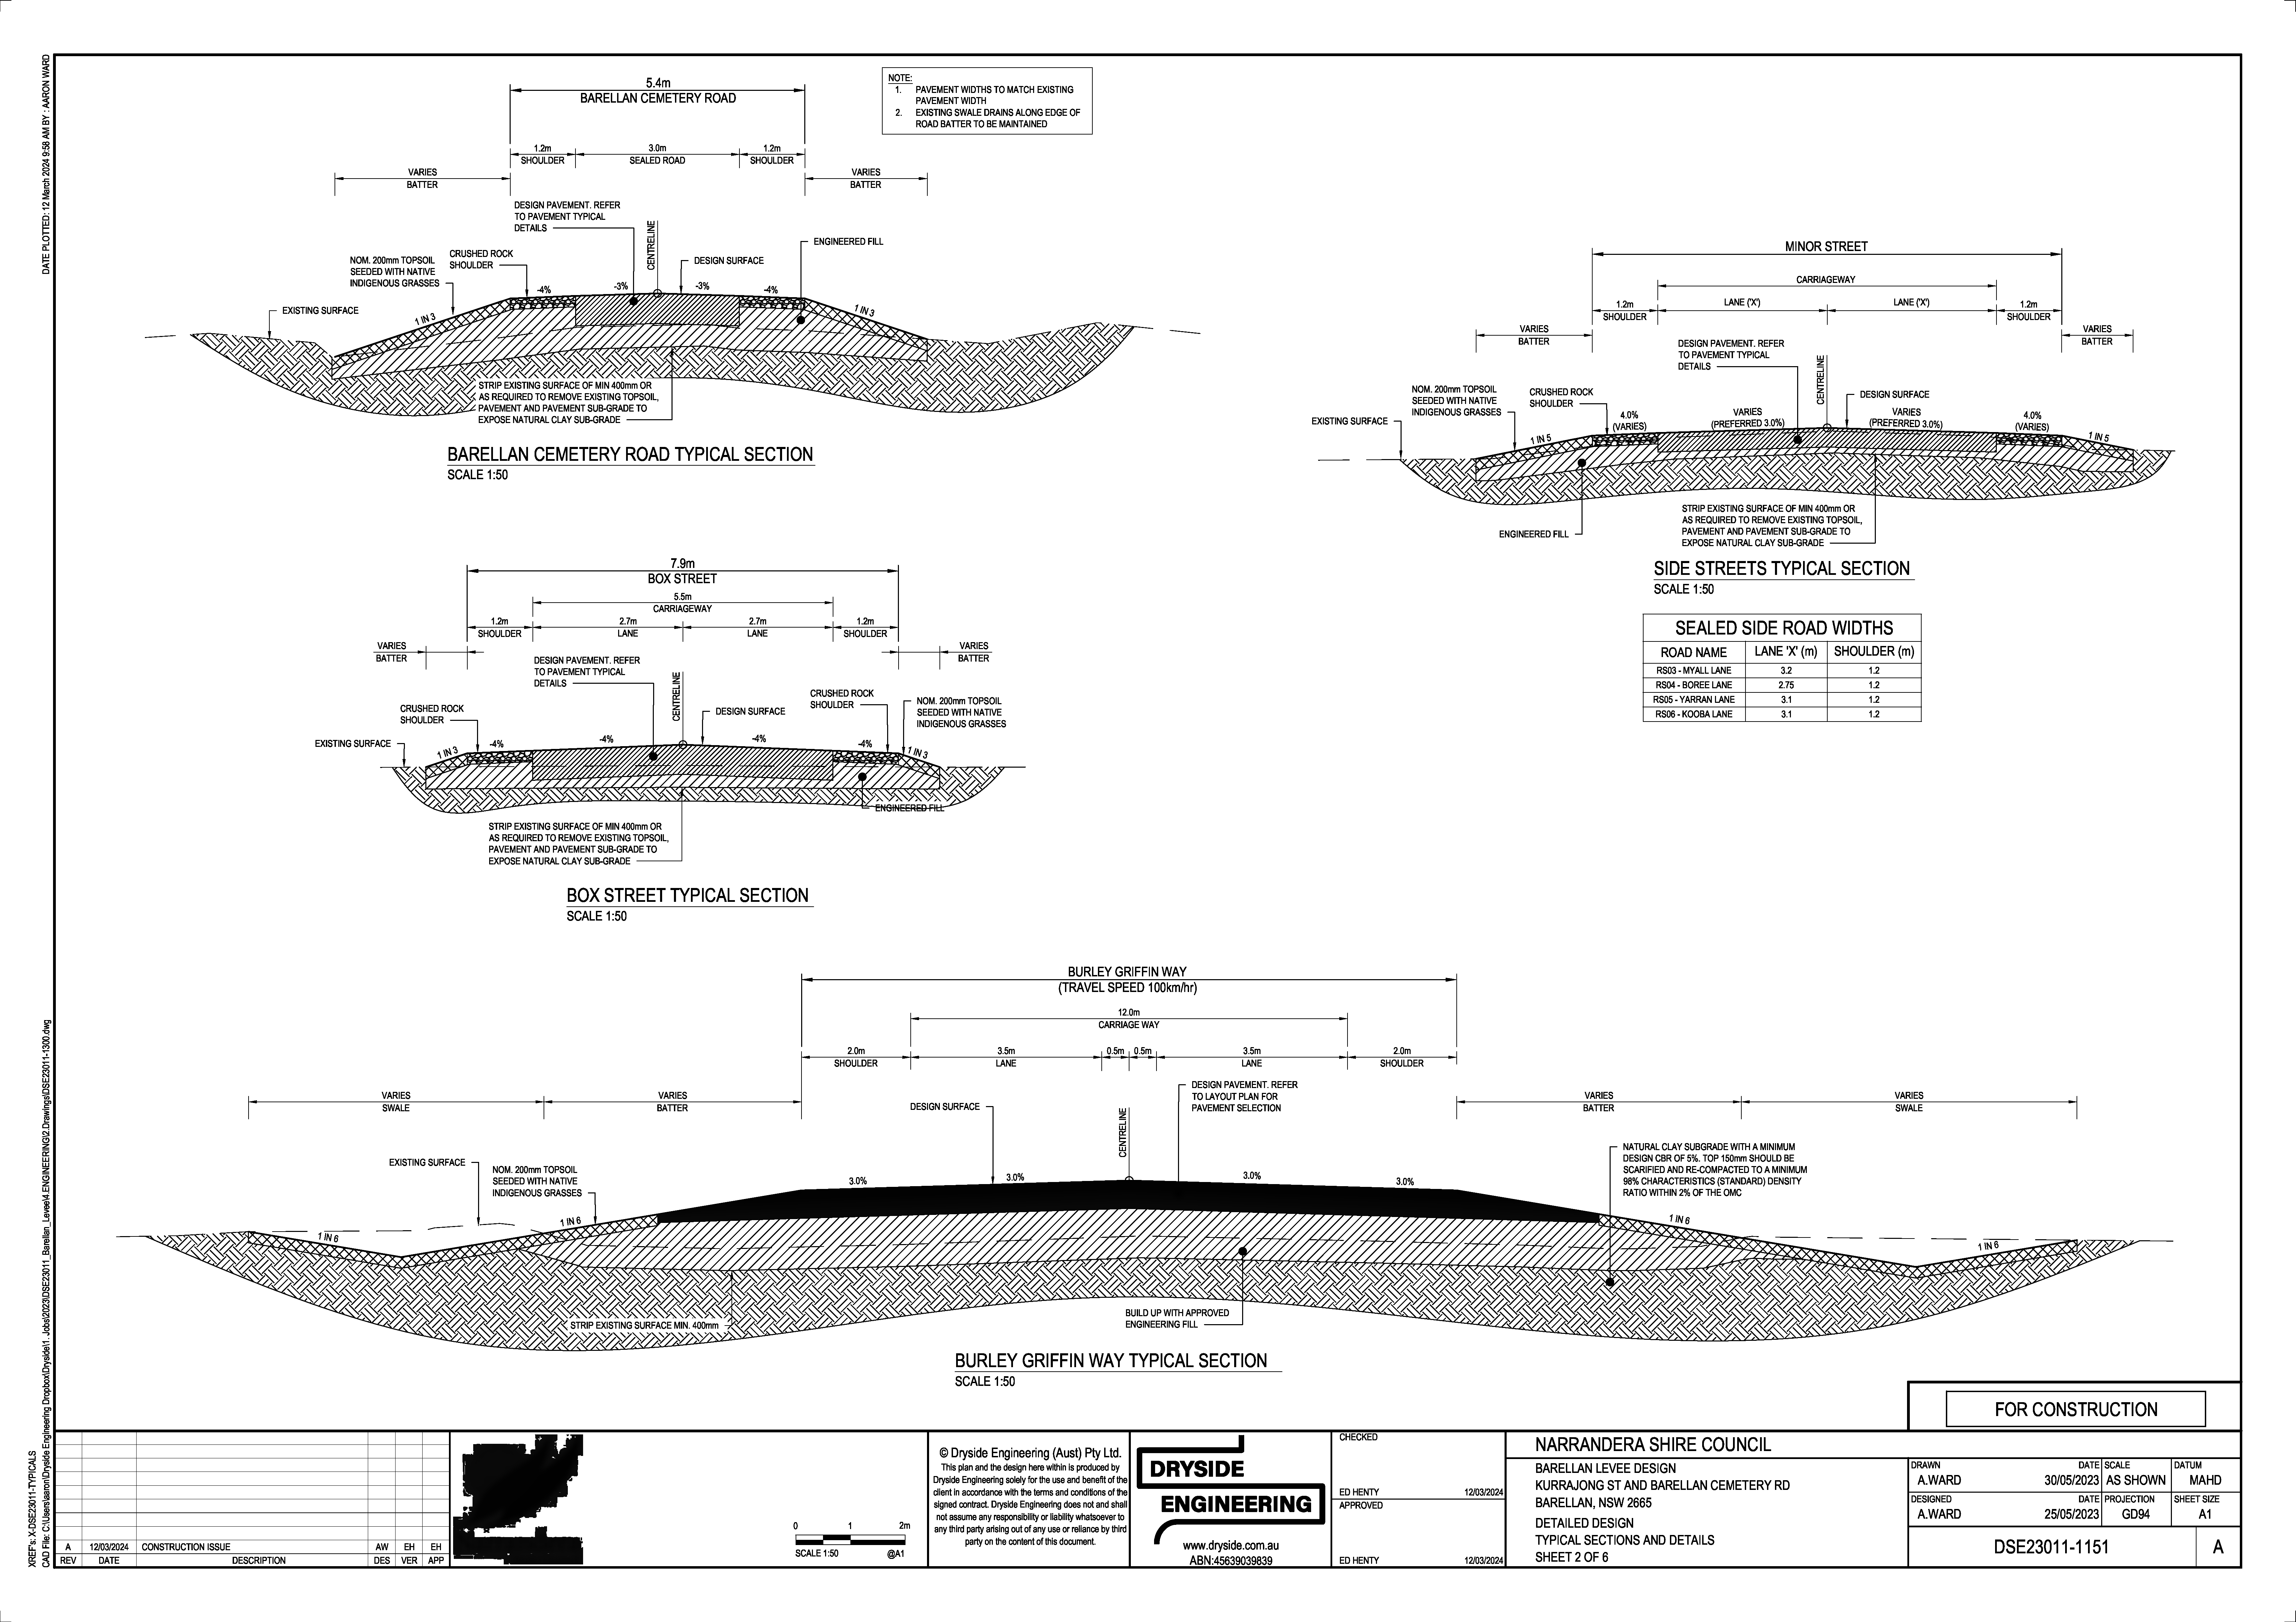 DATE PLOTTED: 12 March 2024 9:58 AM BY : AARON WARD
CAD File: C:\Users\aaron\Dryside Engineering Dropbox\Dryside\1. Jobs\2023\DSE23011_Barellan_Levee\4.ENGINEERING\2.Drawings\DSE23011-1300.dwg
XREF's: X-DSE23011-TYPICALS
5.4m
BARELLAN CEMETERY ROAD
1.2m
SHOULDER
3.0m
SEALED ROAD
1.2m
SHOULDER
VARIES
BATTER
VARIES
BATTER
DESIGN PAVEMENT. REFER
TO PAVEMENT TYPICAL
DETAILS
CENTRELINE
ENGINEERED FILL
DESIGN SURFACE
CRUSHED ROCK
SHOULDER
NOM. 200mm TOPSOIL
SEEDED WITH NATIVE
INDIGENOUS GRASSES
EXISTING SURFACE
1 IN 3
-4%
-3%
-3%
-4%
1 IN 3
STRIP EXISTING SURFACE OF MIN 400mm OR
AS REQUIRED TO REMOVE EXISTING TOPSOIL,
PAVEMENT AND PAVEMENT SUB-GRADE TO
EXPOSE NATURAL CLAY SUB-GRADE
BARELLAN CEMETERY ROAD TYPICAL SECTION
SCALE 1:50
NOTE:
1. PAVEMENT WIDTHS TO MATCH EXISTING
PAVEMENT WIDTH
2. EXISTING SWALE DRAINS ALONG EDGE OF
ROAD BATTER TO BE MAINTAINED
MINOR STREET
CARRIAGEWAY
1.2m
SHOULDER
LANE ('X')
LANE ('X')
1.2m
SHOULDER
VARIES
BATTER
VARIES
BATTER
DESIGN PAVEMENT. REFER
TO PAVEMENT TYPICAL
DETAILS
CENTRELINE
DESIGN SURFACE
NOM. 200mm TOPSOIL
SEEDED WITH NATIVE
INDIGENOUS GRASSES
CRUSHED ROCK
SHOULDER
EXISTING SURFACE
1 IN 5
4.0%
(VARIES)
VARIES
(PREFERRED 3.0%)
VARIES
(PREFERRED 3.0%)
4.0%
(VARIES)
1 IN 5
ENGINEERED FILL
STRIP EXISTING SURFACE OF MIN 400mm OR
AS REQUIRED TO REMOVE EXISTING TOPSOIL,
PAVEMENT AND PAVEMENT SUB-GRADE TO
EXPOSE NATURAL CLAY SUB-GRADE
SIDE STREETS TYPICAL SECTION
SCALE 1:50
SEALED SIDE ROAD WIDTHS
ROAD NAME LANE 'X' (m) SHOULDER (m)
RS03 - MYALL LANE 3.2 1.2
RS04 - BOREE LANE 2.75 1.2
RS05 - YARRAN LANE 3.1 1.2
RS06 - KOOBA LANE 3.1 1.2
7.9m
BOX STREET
5.5m
CARRIAGEWAY
1.2m
SHOULDER
2.7m
LANE
2.7m
LANE
1.2m
SHOULDER
VARIES
BATTER
VARIES
BATTER
DESIGN PAVEMENT. REFER
TO PAVEMENT TYPICAL
DETAILS
CENTRELINE
DESIGN SURFACE
CRUSHED ROCK
SHOULDER
NOM. 200mm TOPSOIL
SEEDED WITH NATIVE
INDIGENOUS GRASSES
CRUSHED ROCK
SHOULDER
EXISTING SURFACE
1 IN 3
-4%
-4%
-4%
-4%
1 IN 3
ENGINEERED FILL
STRIP EXISTING SURFACE OF MIN 400mm OR
AS REQUIRED TO REMOVE EXISTING TOPSOIL,
PAVEMENT AND PAVEMENT SUB-GRADE TO
EXPOSE NATURAL CLAY SUB-GRADE
BOX STREET TYPICAL SECTION
SCALE 1:50
BURLEY GRIFFIN WAY
(TRAVEL SPEED 100km/hr)
12.0m
CARRIAGE WAY
2.0m
SHOULDER
3.5m
LANE
0.5m
0.5m
3.5m
LANE
2.0m
SHOULDER
VARIES
SWALE
VARIES
BATTER
VARIES
BATTER
VARIES
SWALE
DESIGN SURFACE
CENTRELINE
DESIGN PAVEMENT. REFER
TO LAYOUT PLAN FOR
PAVEMENT SELECTION
EXISTING SURFACE
NOM. 200mm TOPSOIL
SEEDED WITH NATIVE
INDIGENOUS GRASSES
NATURAL CLAY SUBGRADE WITH A MINIMUM
DESIGN CBR OF 5%. TOP 150mm SHOULD BE
SCARIFIED AND RE-COMPACTED TO A MINIMUM
98% CHARACTERISTICS (STANDARD) DENSITY
RATIO WITHIN 2% OF THE OMC
1 IN 6
1 IN 6
3.0%
3.0%
3.0%
3.0%
1 IN 6
1 IN 6
STRIP EXISTING SURFACE MIN. 400mm
BUILD UP WITH APPROVED
ENGINEERING FILL
BURLEY GRIFFIN WAY TYPICAL SECTION
SCALE 1:50
FOR CONSTRUCTION
A 12/03/2024 CONSTRUCTION ISSUE AW EH EH
REV DATE DESCRIPTION DES VER APP
0 1 2m
SCALE 1:50 @A1
© Dryside Engineering (Aust) Pty Ltd.
This plan and the design here within is produced by
Dryside Engineering solely for the use and benefit of the
client in accordance with the terms and conditions of the
signed contract. Dryside Engineering does not and shall
not assume any responsibility or liability whatsoever to
any third party arising out of any use or reliance by third
party on the content of this document.
DRYSIDE
ENGINEERING
www.dryside.com.au
ABN:45639039839
CHECKED
ED HENTY 12/03/2024
APPROVED
ED HENTY 12/03/2024
NARRANDERA SHIRE COUNCIL
BARELLAN LEVEE DESIGN
KURRAJONG ST AND BARELLAN CEMETERY RD
BARELLAN, NSW 2665
DETAILED DESIGN
TYPICAL SECTIONS AND DETAILS
SHEET 2 OF 6
DRAWN DATE SCALE DATUM
A.WARD 30/05/2023 AS SHOWN MAHD
DESIGNED DATE PROJECTION SHEET SIZE
A.WARD 25/05/2023 GD94 A1
DSE23011-1151 A